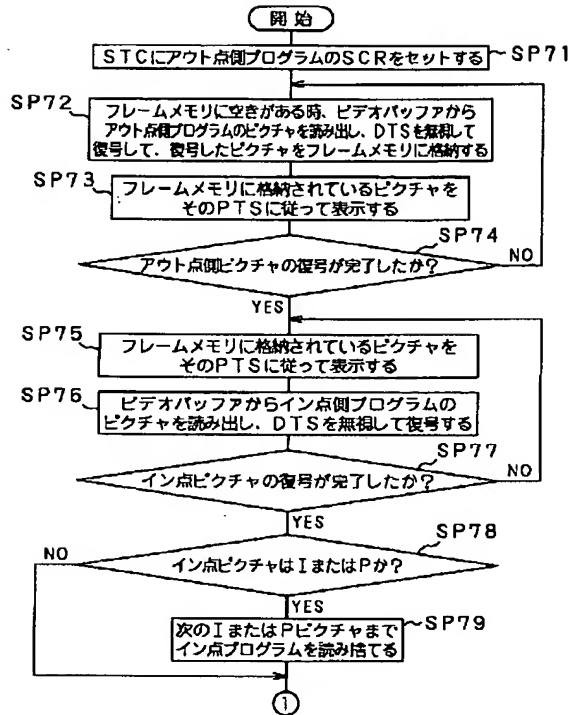 開始
STCにアウト点側プログラムのSCRをセットする
SP71
SP72
フレームメモリに空きがある時、ビデオバッファから
アウト点側プログラムのピクチャを読み出し、DTSを無視して
復号して、復号したピクチャをフレームメモリに格納する
SP73
フレームメモリに格納されているピクチャを
そのPTSに従って表示する
SP74
アウト点側ピクチャの復号が完了したか?
NO
YES
SP75
フレームメモリに格納されているピクチャを
そのPTSに従って表示する
SP76
ビデオバッファからイン点側プログラムの
ピクチャを読み出し、DTSを無視して復号する
SP77
イン点ピクチャの復号が完了したか?
NO
YES
SP78
NO
イン点ピクチャはIまたはPか?
YES
SP79
次のIまたはPピクチャまで
インプログラムを読み捨てる
1